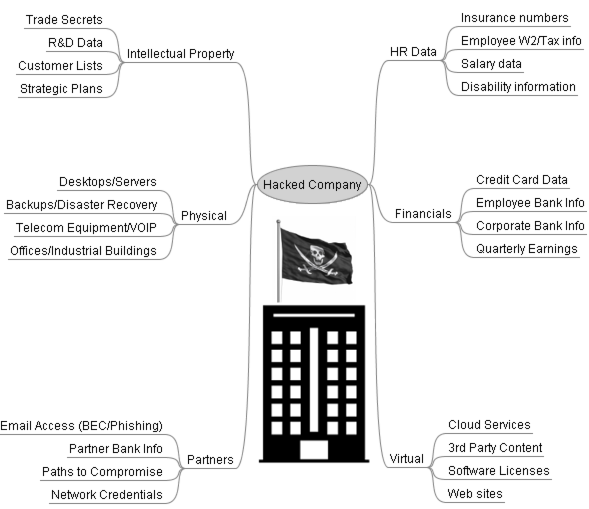 Trade Secrets
R&D Data
Customer Lists
Strategic Plans
Intellectual Property
HR Data
Insurance numbers
Employee W2/Tax info
Salary data
Disability information
Hacked Company
Desktops/Servers
Backups/Disaster Recovery
Telecom Equipment/VOIP
Offices/Industrial Buildings
Physical
Financials
Credit Card Data
Employee Bank Info
Corporate Bank Info
Quarterly Earnings
Email Access (BEC/Phishing)
Partner Bank Info
Paths to Compromise
Network Credentials
Partners
Virtual
Cloud Services
3rd Party Content
Software Licenses
Web sites